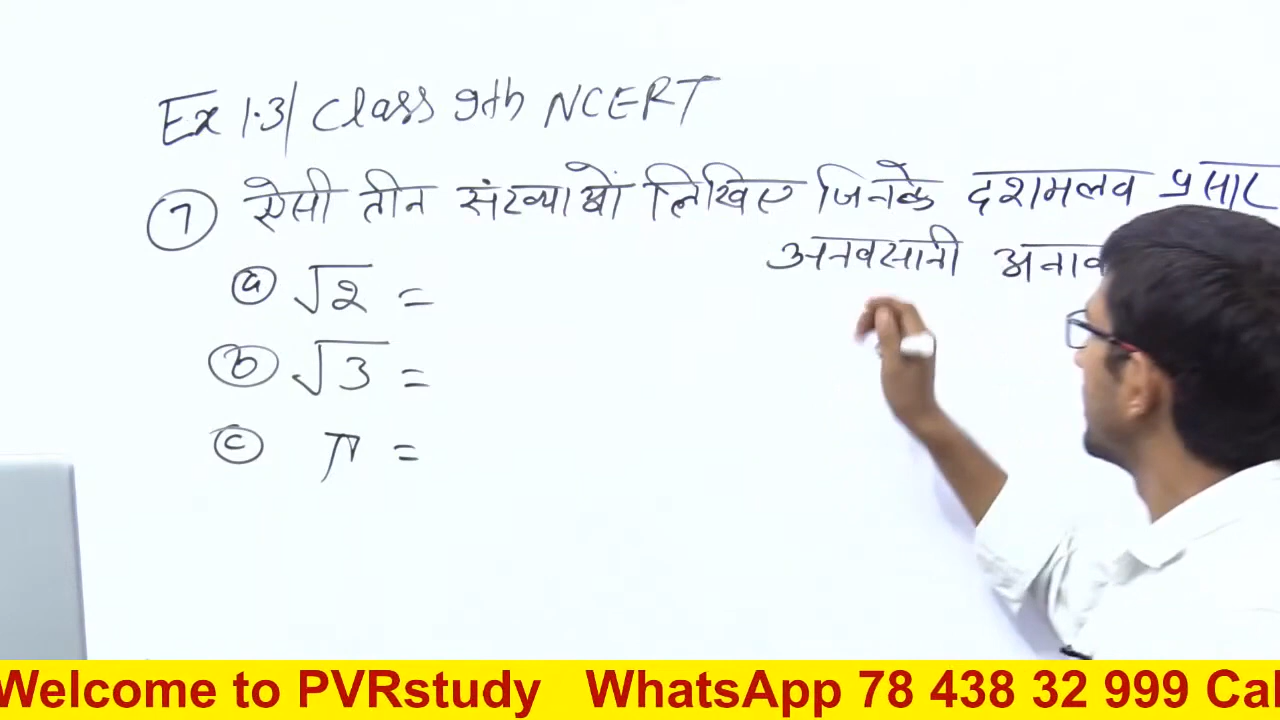 Ex 1.3 | Class 9th NCERT
7 ऐसी तीन संख्याओं लिखिए जिनके दशमलव प्रसार
अनवसानी
a √2 =
b √3 =
c π =
Welcome to PVRstudy WhatsApp 78 438 32 999 Cal